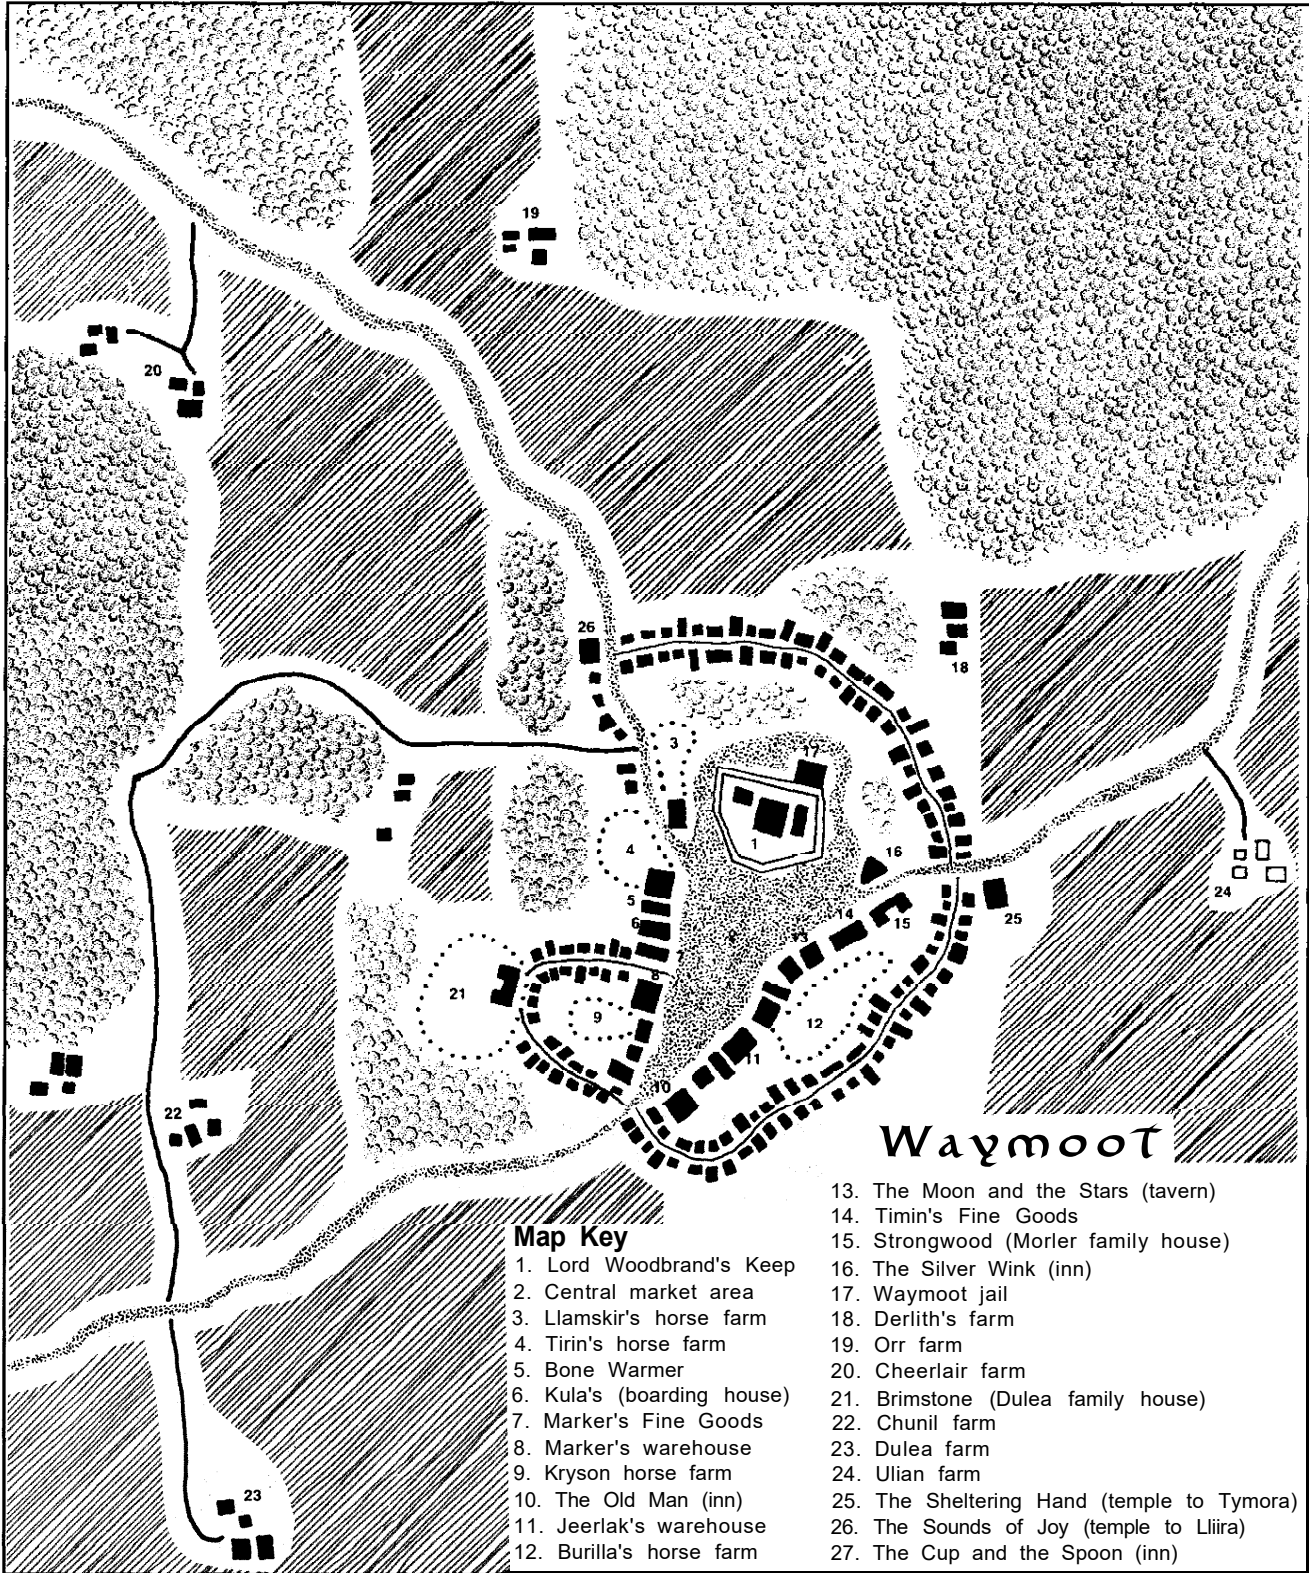 19
20
26
18
17
3
1
16
4
5
24
6
14
15
25
2
13
7
8
21
9
12
11
10
22
Waymoot
Map Key
1. Lord Woodbrand's Keep
2. Central market area
3. Llamskir's horse farm
4. Tirin's horse farm
5. Bone Warmer
6. Kula's (boarding house)
7. Marker's Fine Goods
8. Marker's warehouse
9. Kryson horse farm
10. The Old Man (inn)
11. Jeerlak's warehouse
12. Burilla's horse farm
13. The Moon and the Stars (tavern)
14. Timin's Fine Goods
15. Strongwood (Morler family house)
16. The Silver Wink (inn)
17. Waymoot jail
18. Derlith's farm
19. Orr farm
20. Cheerlair farm
21. Brimstone (Dulea family house)
22. Chunil farm
23. Dulea farm
24. Ulian farm
25. The Sheltering Hand (temple to Tymora)
26. The Sounds of Joy (temple to Lliira)
27. The Cup and the Spoon (inn)
23